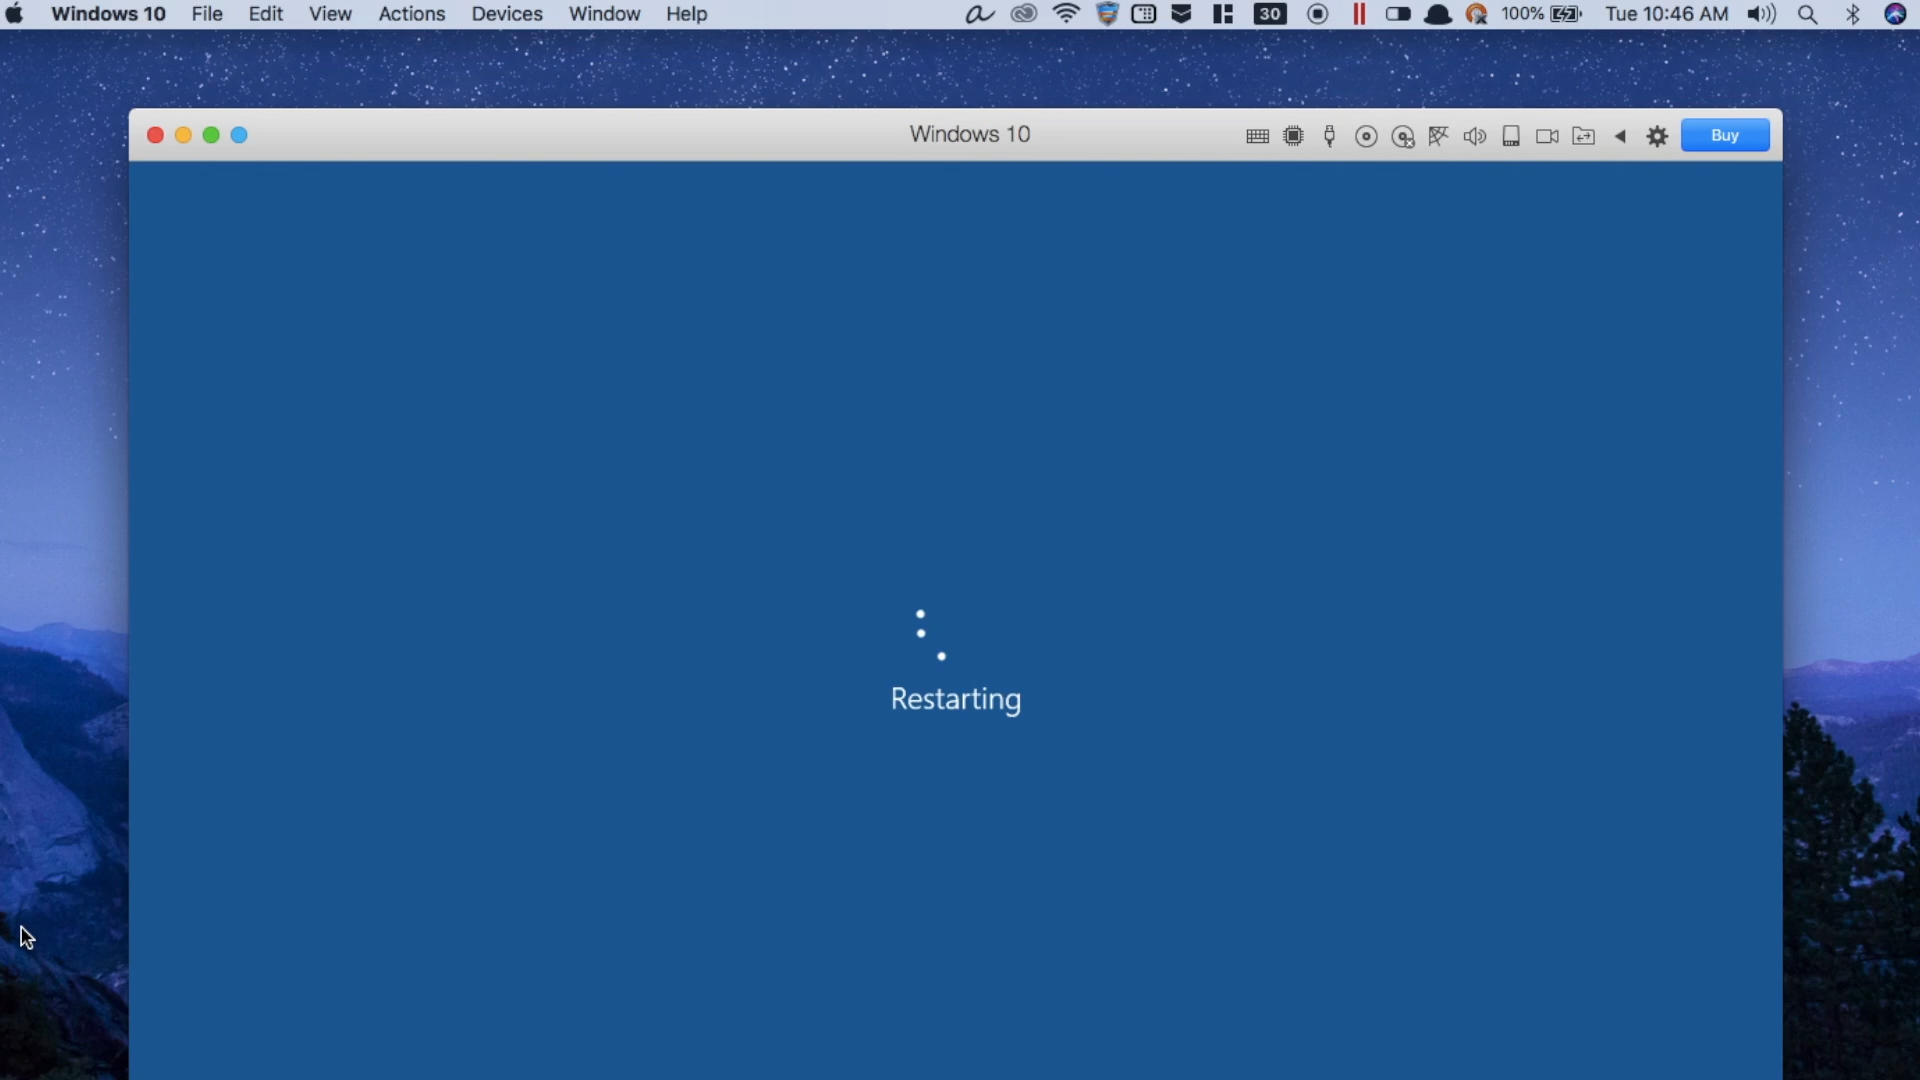 Windows 10 File Edit View Actions Devices Window Help 30 100% Tue 10:46 AM
Windows 10 Buy
Restarting